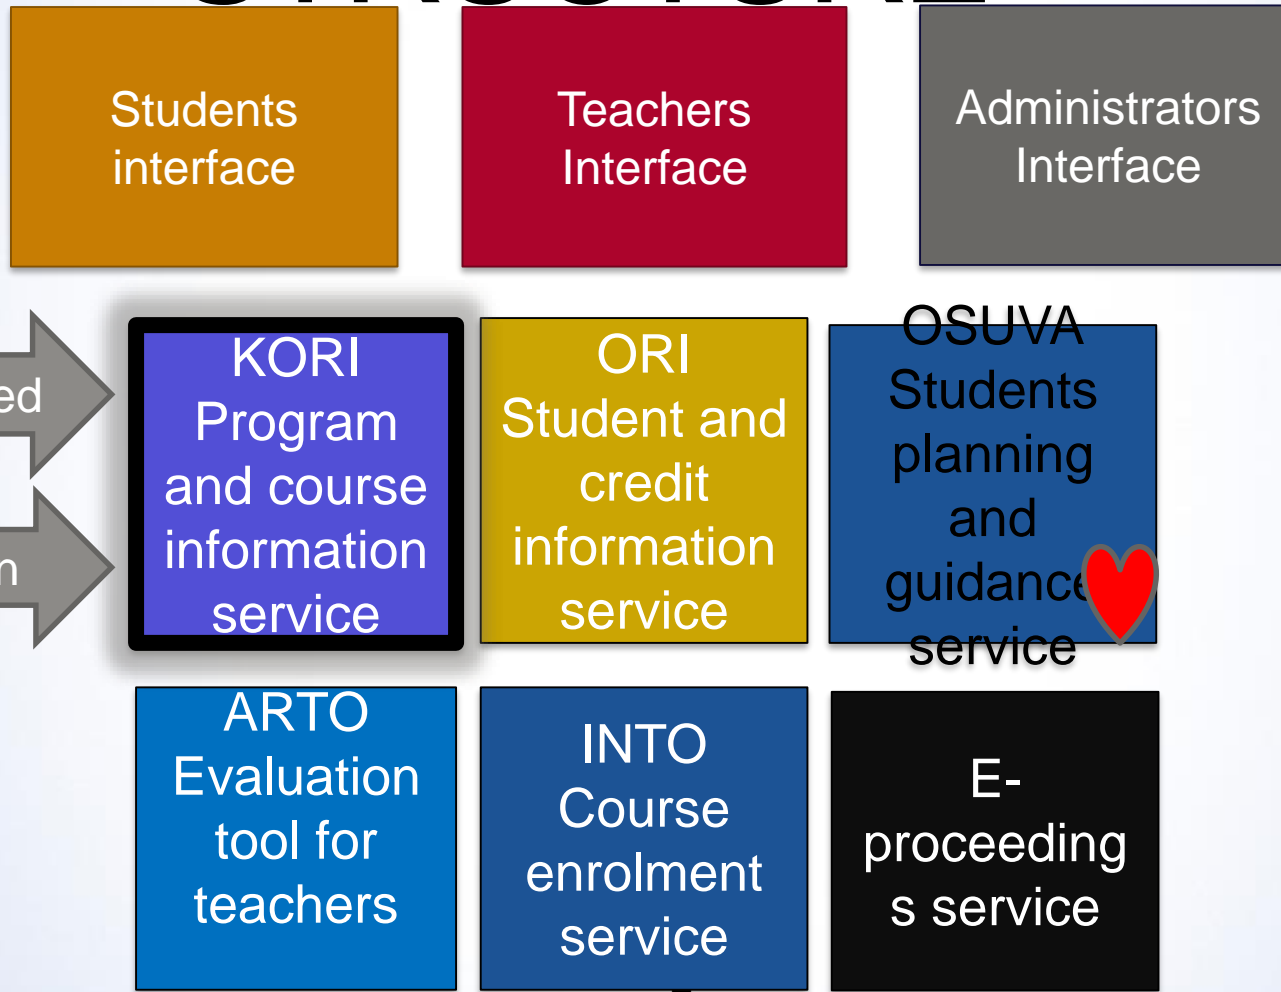 STRUCTURE
Students
interface
Teachers
Interface
Administrators
Interface
KORI
Program
and course
information
service
ORI
Student and
credit
information
service
OSUVA
Students
planning
and
guidance
service
ARTO
Evaluation
tool for
teachers
INTO
Course
enrolment
service
E-
proceeding
s service